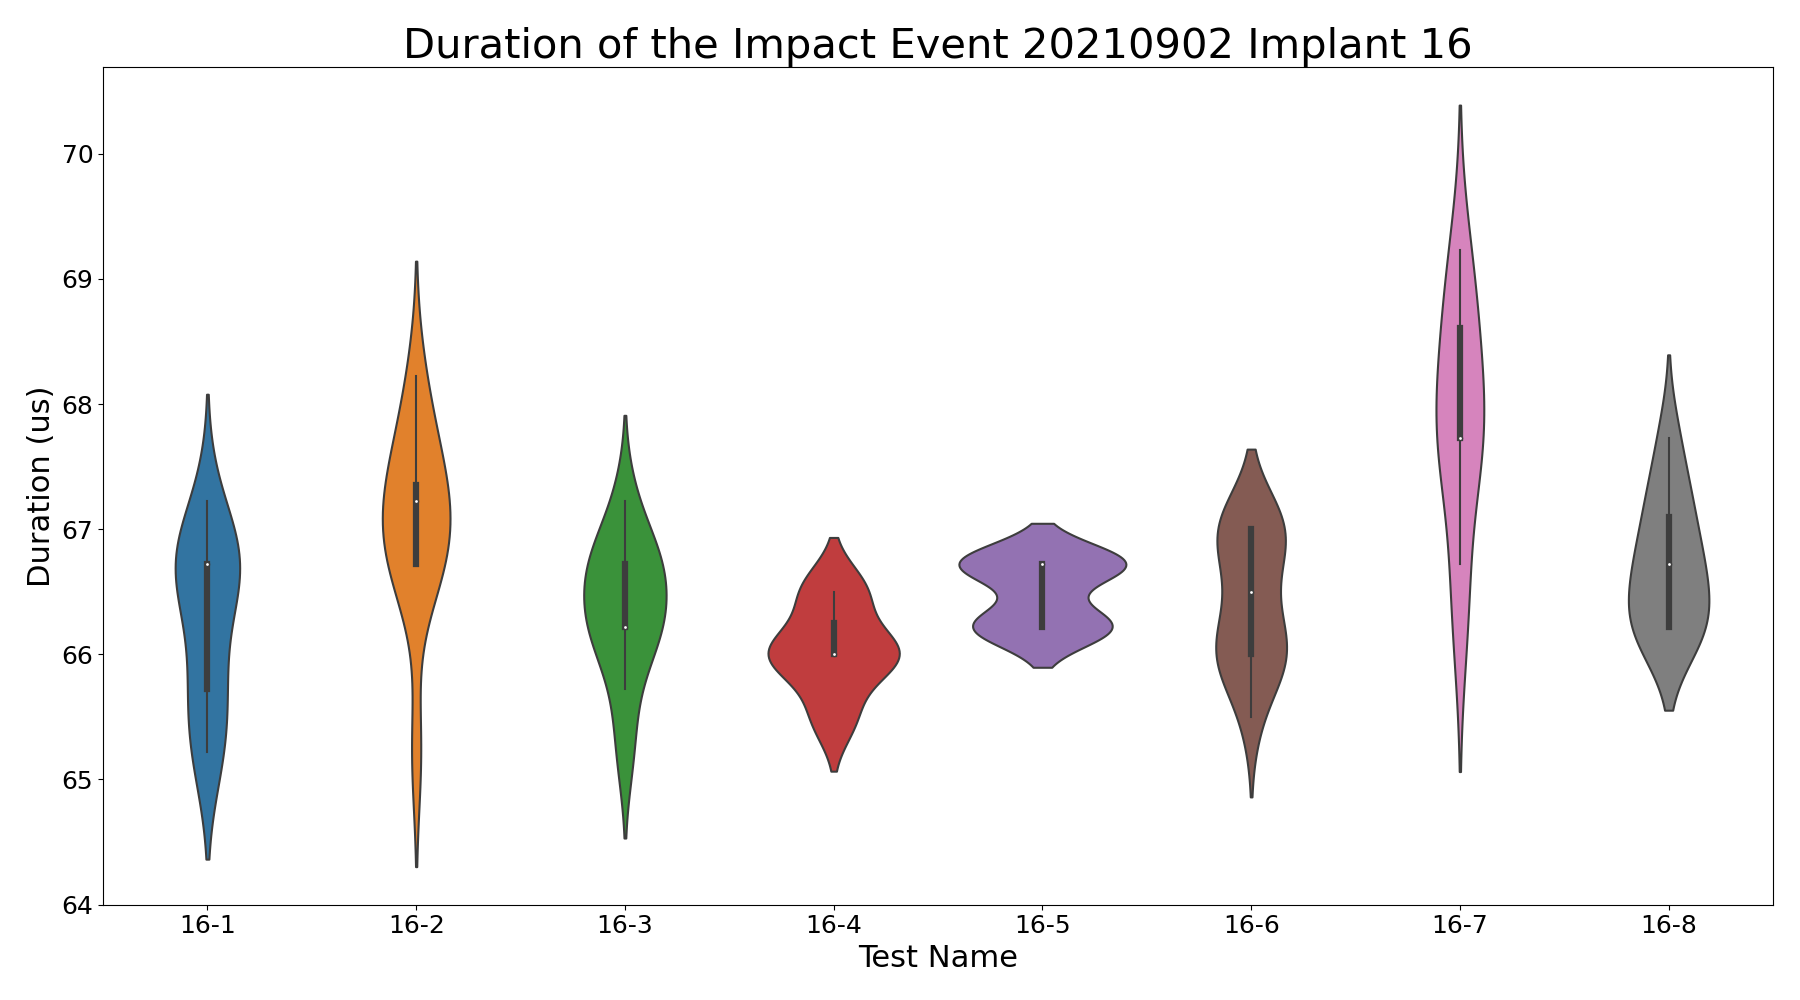 Duration of the Impact Event 20210902 Implant 16
Duration (us)
70
69
68
67
66
65
64
16-1 16-2 16-3 16-4 16-5 16-6 16-7 16-8
Test Name